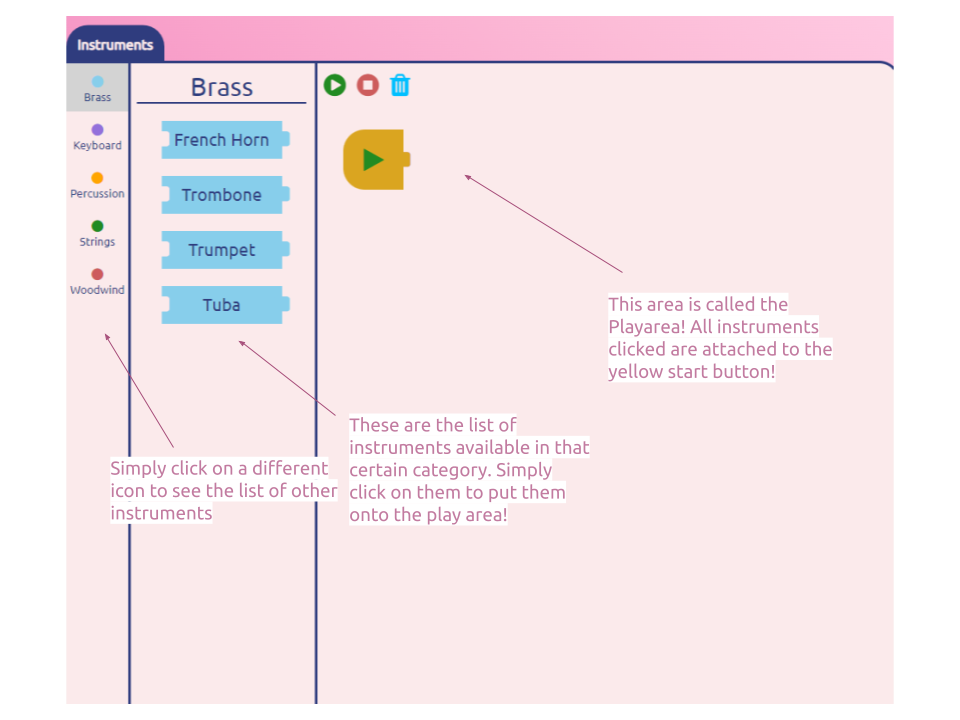 Instruments
Brass
Keyboard
Percussion
Strings
Woodwind
Brass
French Horn
Trombone
Trumpet
Tuba
This area is called the
Playarea! All instruments
clicked are attached to the
yellow start button!
These are the list of
instruments available in that
certain category. Simply
click on them to put them
onto the play area!
Simply click on a different
icon to see the list of other
instruments